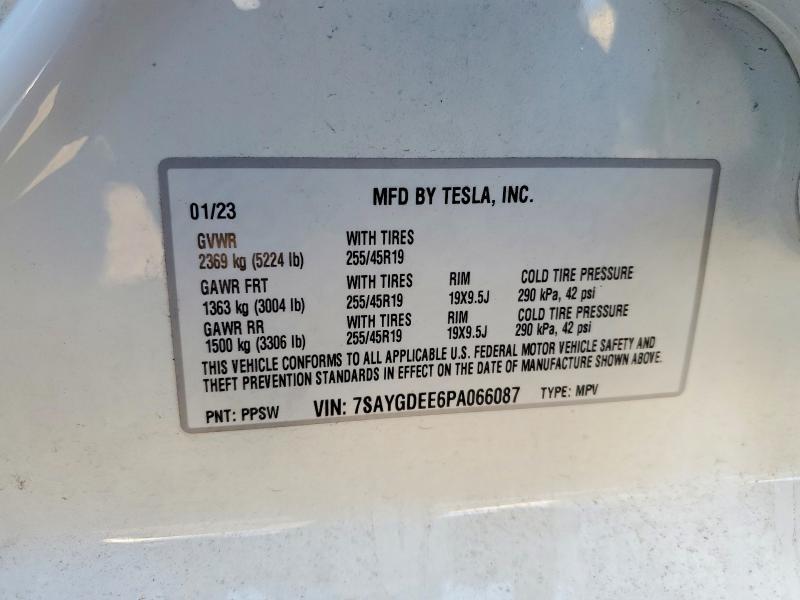 MFD BY TESLA, INC.
01/23
GVWR WITH TIRES
2369 kg (5224 lb) 255/45R19
GAWR FRT WITH TIRES RIM COLD TIRE PRESSURE
1363 kg (3004 lb) 255/45R19 19X9.5J 290 kPa, 42 psi
GAWR RR WITH TIRES RIM COLD TIRE PRESSURE
1500 kg (3306 lb) 255/45R19 19X9.5J 290 kPa, 42 psi
THIS VEHICLE CONFORMS TO ALL APPLICABLE U.S. FEDERAL MOTOR VEHICLE SAFETY AND
THEFT PREVENTION STANDARDS IN EFFECT ON THE DATE OF MANUFACTURE SHOWN ABOVE.
PNT: PPSW VIN: 7SAYGDEE6PA066087 TYPE: MPV